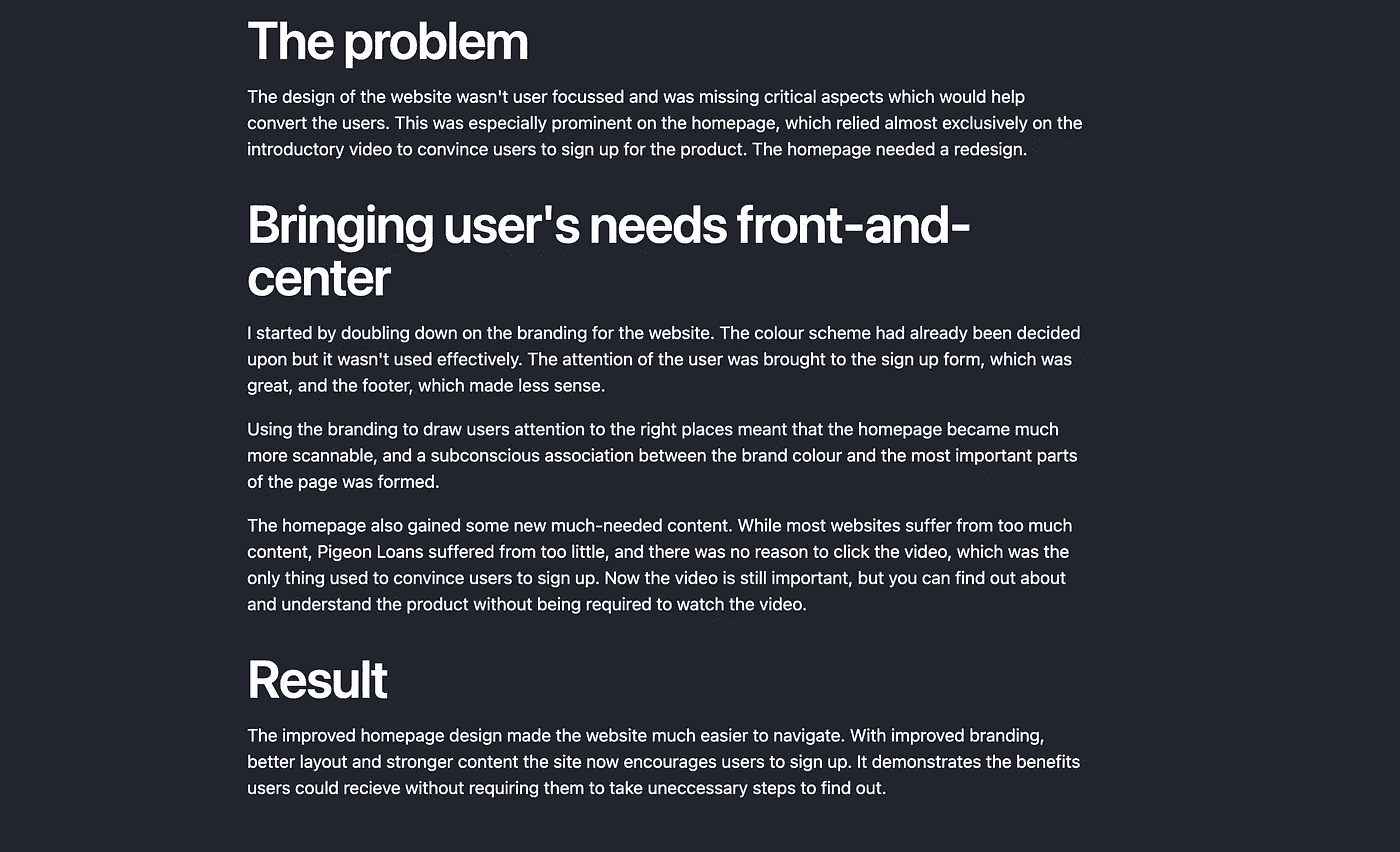 The problem
The design of the website wasn't user focussed and was missing critical aspects which would help
convert the users. This was especially prominent on the homepage, which relied almost exclusively on the
introductory video to convince users to sign up for the product. The homepage needed a redesign.
Bringing user's needs front-and-
center
I started by doubling down on the branding for the website. The colour scheme had already been decided
upon but it wasn't used effectively. The attention of the user was brought to the sign up form, which was
great, and the footer, which made less sense.
Using the branding to draw users attention to the right places meant that the homepage became much
more scannable, and a subconscious association between the brand colour and the most important parts
of the page was formed.
The homepage also gained some new much-needed content. While most websites suffer from too much
content, Pigeon Loans suffered from too little, and there was no reason to click the video, which was the
only thing used to convince users to sign up. Now the video is still important, but you can find out about
and understand the product without being required to watch the video.
Result
The improved homepage design made the website much easier to navigate. With improved branding,
better layout and stronger content the site now encourages users to sign up. It demonstrates the benefits
users could recieve without requiring them to take uneccessary steps to find out.